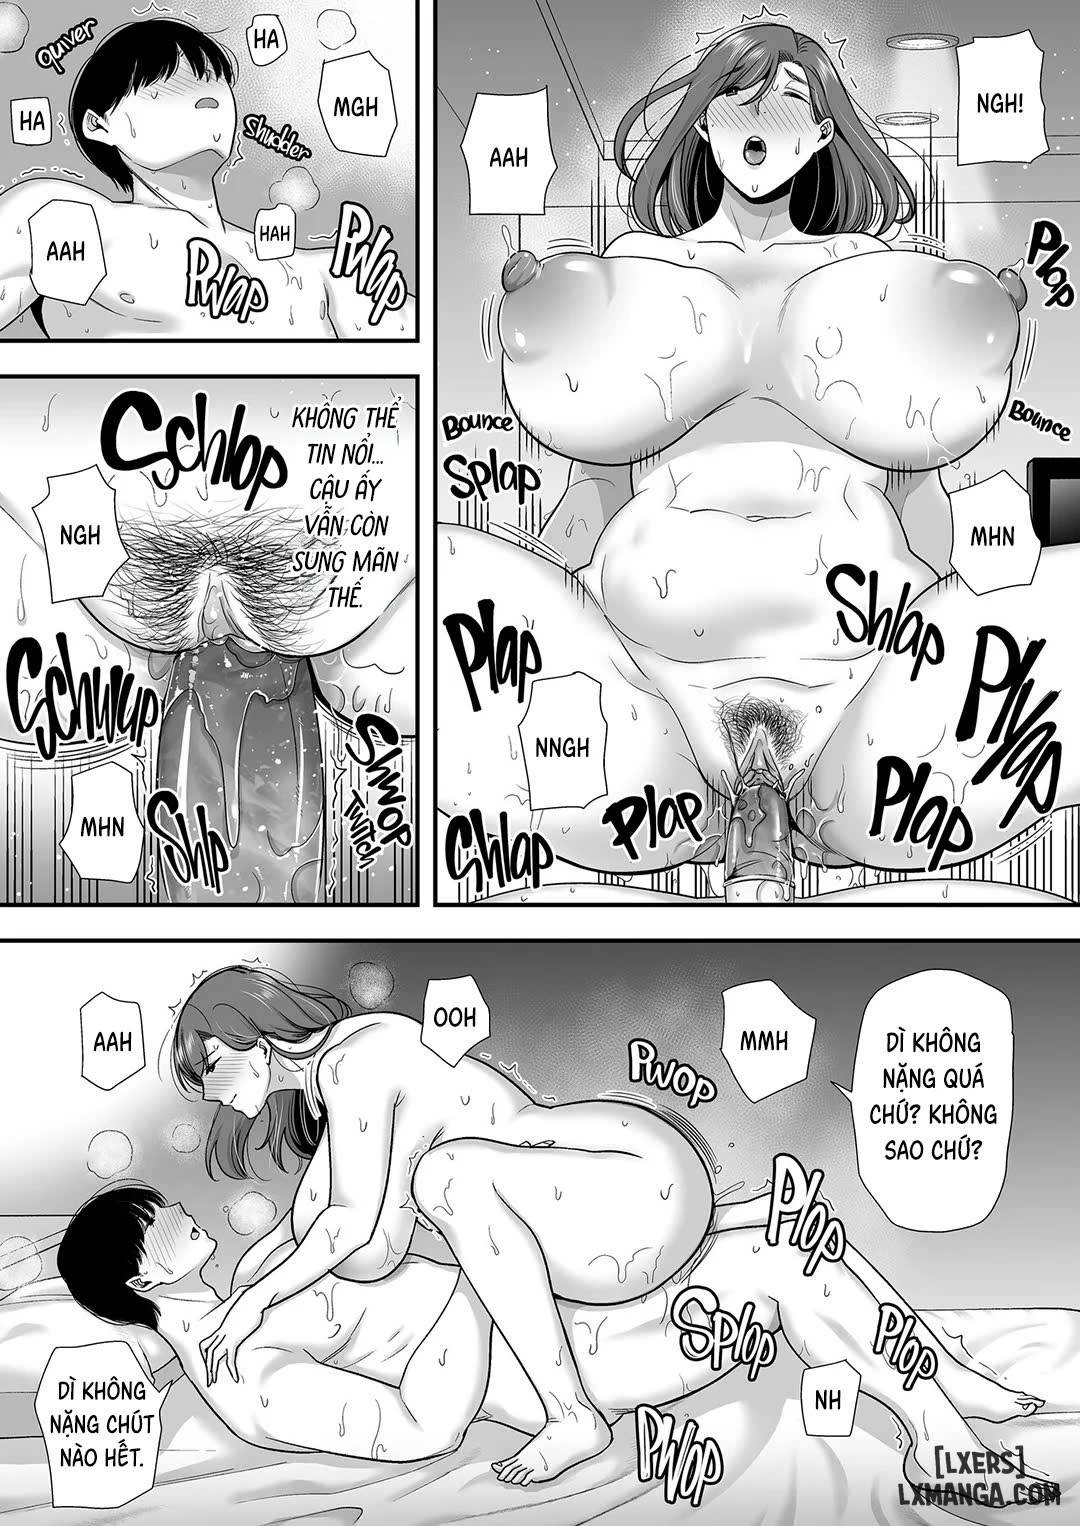 quiver
HA
HA
MGH
Shudder
AAH
HAH
PWAP
PWAP
AAH
NGH!
Plop
Bounce
Bounce
SPLAP
MHN
Shlap
Plap
PLVAP
NNGH
Plap
Plap
Ghlap
Schlop
KHÔNG THỂ
TIN NỔI...
CẬU ẤY
VẪN CÒN
SUNG MÃN
THẾ.
NGH
Schwup
SHWOP
Twitch
MHN
Shlp
AAH
OOH
PWOP
MMH
DÌ KHÔNG
NẶNG QUÁ
CHỨ? KHÔNG
SAO CHỨ?
Plop
Splop
Plop
DÌ KHÔNG
NẶNG CHÚT
NÀO HẾT.
PWOP
NH
[LXERS]
LXMANGA.COM